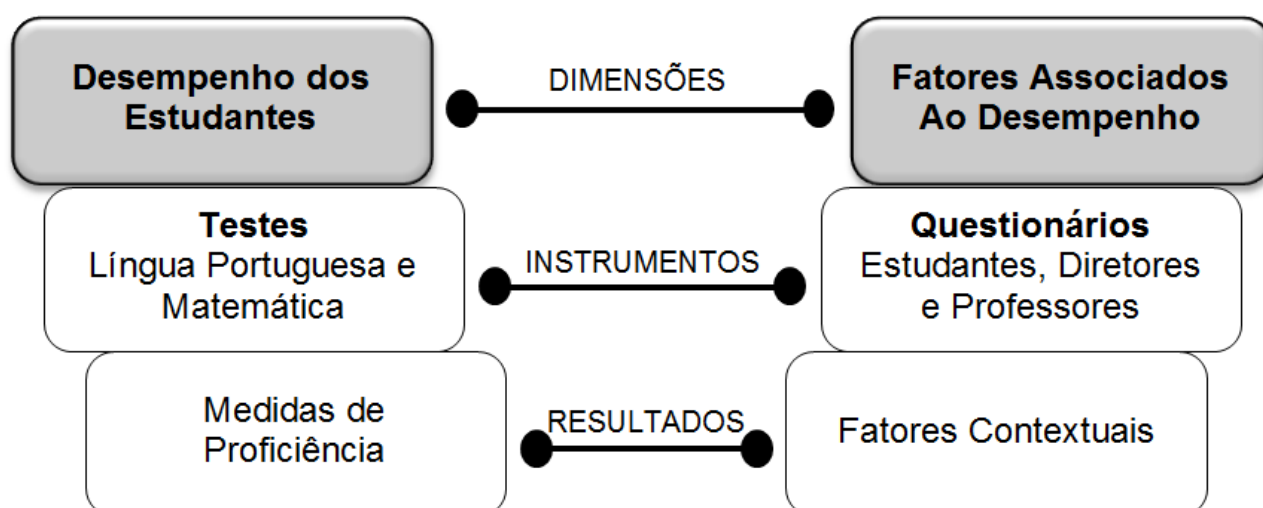 Desempenho dos
Estudantes
DIMENSÕES
Fatores Associados
Ao Desempenho
Testes
Língua Portuguesa e
Matemática
INSTRUMENTOS
Questionários
Estudantes, Diretores
e Professores
Medidas de
Proficiência
RESULTADOS
Fatores Contextuais